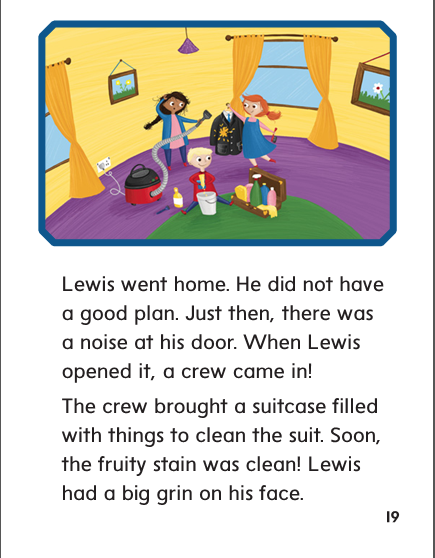 Lewis went home. He did not have
a good plan. Just then, there was
a noise at his door. When Lewis
opened it, a crew came in!
The crew brought a suitcase filled
with things to clean the suit. Soon,
the fruity stain was clean! Lewis
had a big grin on his face.
19